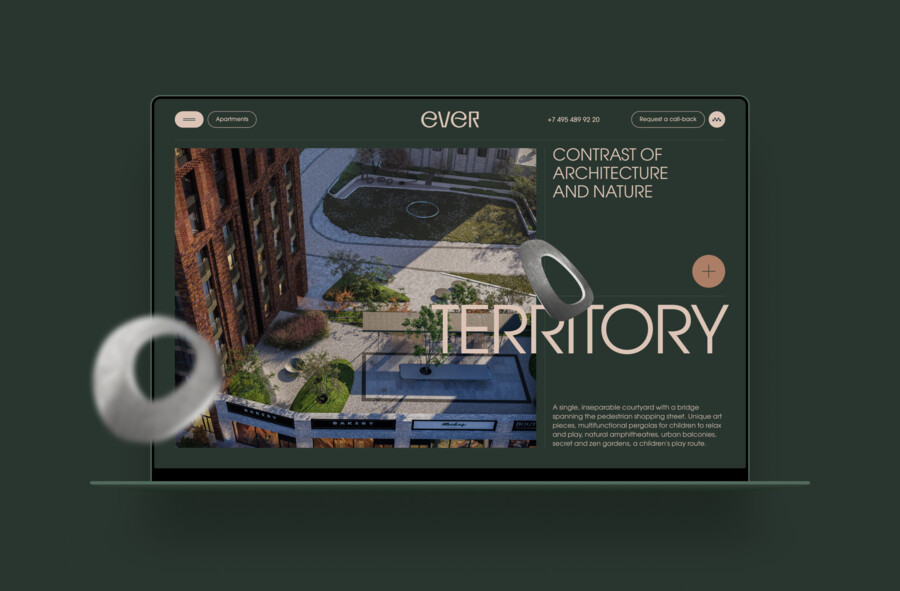 Apartments
ever
+7 495 489 92 20
Request a call-back
CONTRAST OF
ARCHITECTURE
AND NATURE
TERRITORY
A single, inseparable courtyard with a bridge
spanning the pedestrian shopping street. Unique art
pieces, multifunctional pergolas for children to relax
and play, natural amphitheatres, urban balconies,
secret and zen gardens, a children's play route.
BAKERY
BAKERY